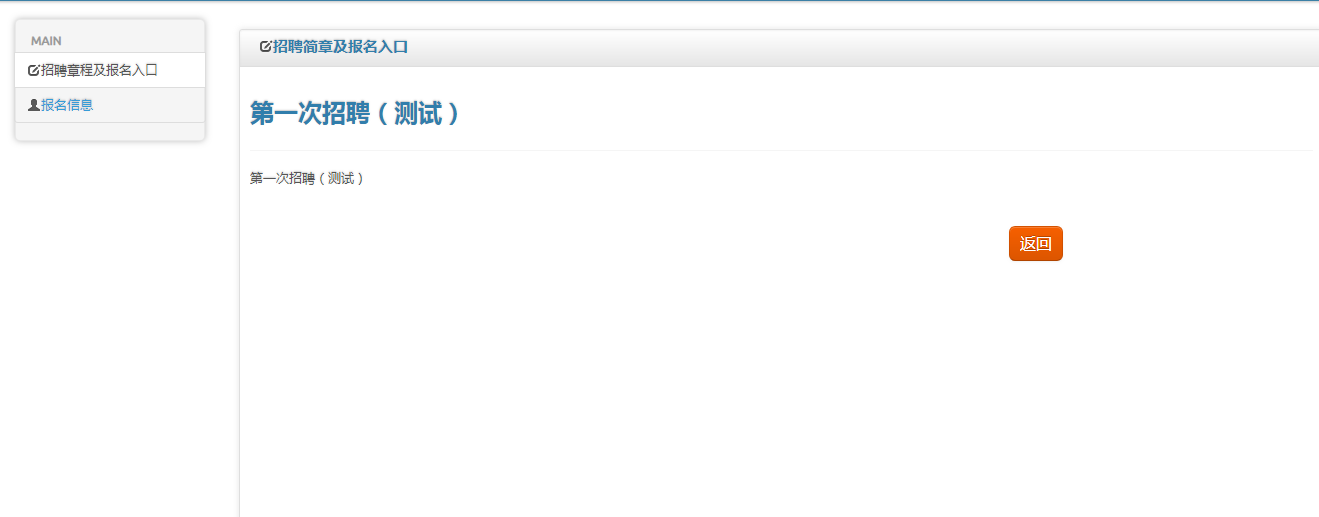 MAIN
招聘章程及报名入口
报名信息
招聘简章及报名入口
第一次招聘（测试）
第一次招聘（测试）
返回